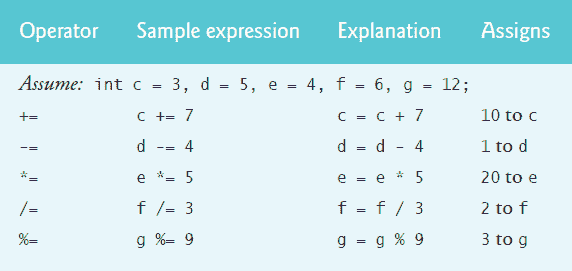 Operator Sample expression Explanation Assigns
Assume: int c = 3, d = 5, e = 4, f = 6, g = 12;
+= c += 7 c = c + 7 10 to c
-= d -= 4 d = d - 4 1 to d
*= e *= 5 e = e * 5 20 to e
/= f /= 3 f = f / 3 2 to f
%= g %= 9 g = g % 9 3 to g